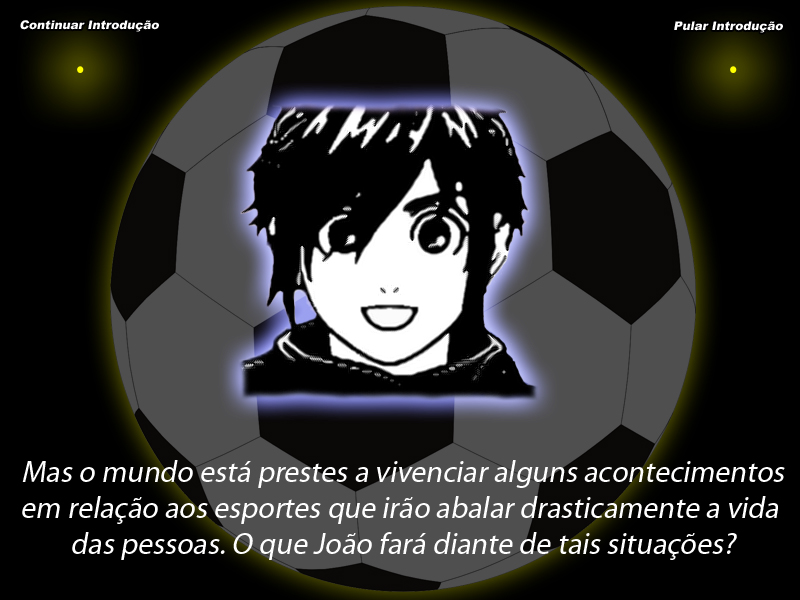 Continuar Introdução
Pular Introdução
Mas o mundo está prestes a vivenciar alguns acontecimentos
em relação aos esportes que irão abalar drasticamente a vida
das pessoas. O que João fará diante de tais situações?